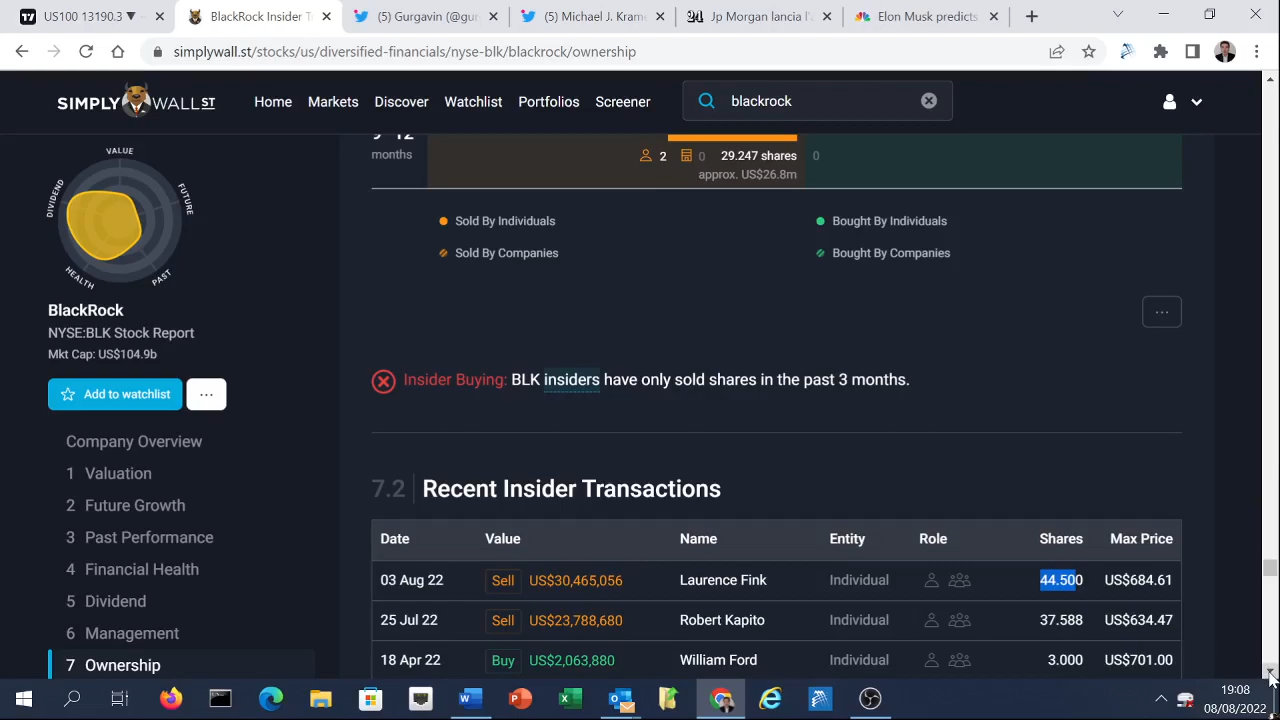 US 100 13190.5 ▼
BlackRock Insider T
(5) Gurgavin (@gur
(5) Michael J. Krame
Jp Morgan lancia l'
Elon Musk predicts
simplywall.st/stocks/us/diversified-financials/nyse-blk/blackrock/ownership
SIMPLY WALL ST
Home
Markets
Discover
Watchlist
Portfolios
Screener
blackrock
VALUE
FUTURE
PAST
HEALTH
DIVIDEND
BlackRock
NYSE:BLK Stock Report
Mkt Cap: US$104.9b
Add to watchlist
...
Company Overview
1 Valuation
2 Future Growth
3 Past Performance
4 Financial Health
5 Dividend
6 Management
7 Ownership
9-12
months
2 0 29.247 shares 0
approx. US$26.8m
Sold By Individuals Bought By Individuals
Sold By Companies Bought By Companies
...
Insider Buying: BLK insiders have only sold shares in the past 3 months.
7.2 Recent Insider Transactions
Date Value Name Entity Role Shares Max Price
03 Aug 22 Sell US$30,465,056 Laurence Fink Individual 44.500 US$684.61
25 Jul 22 Sell US$23,788,680 Robert Kapito Individual 37.588 US$634.47
18 Apr 22 Buy US$2,063,880 William Ford Individual 3.000 US$701.00
19:08
08/08/2022